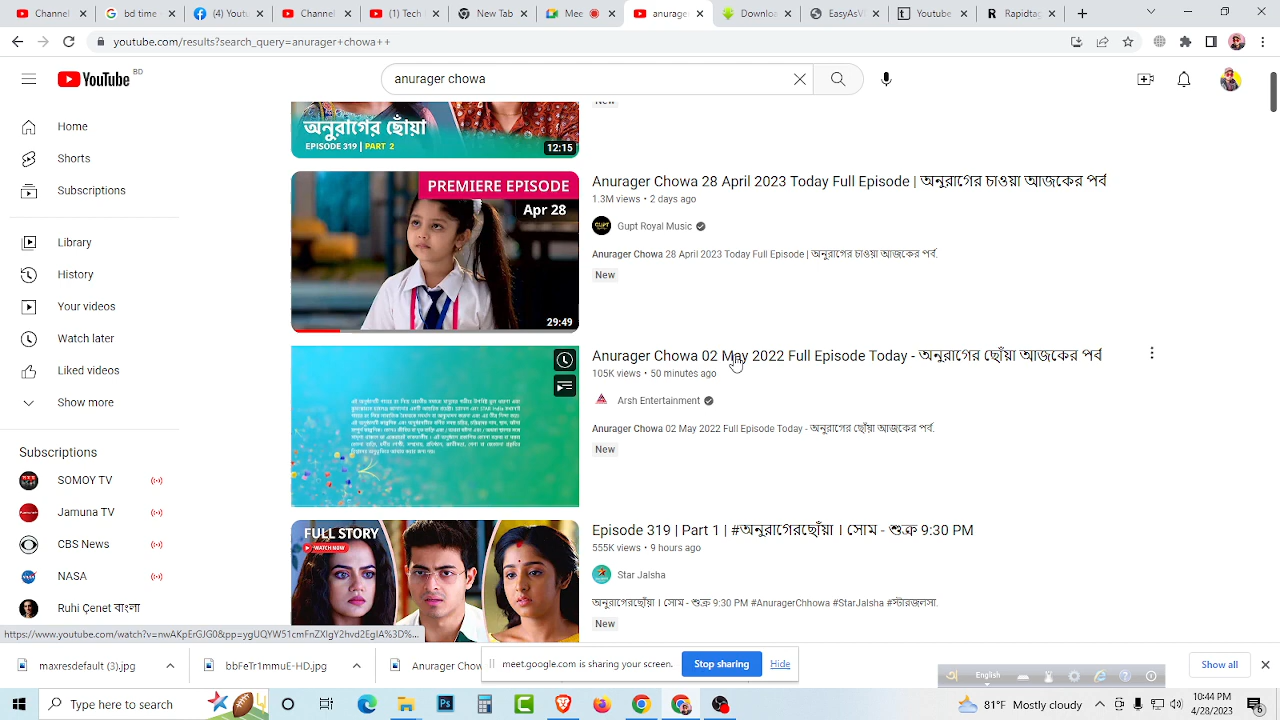 Chatb
bd time
(4) Yout
Channel
(1) Tech
New
Me
anurage
Downlo
EasyAsV
Youtube
Rapidtag
youtube.com/results?search_query=anurager+chowa++
YouTube BD
anurager chowa
Home
Shorts
Subscriptions
Library
History
Your videos
Watch later
Liked videos
Show more
Subscriptions
SOMOY TV
Jamuna TV
CBS News
NASA
Ruhi Çenet বাংলা
New
অনুরাগের ছোঁয়া
EPISODE 319 | PART 2
12:15
PREMIERE EPISODE
Apr 28
29:49
Anurager Chowa 28 April 2023 Today Full Episode | অনুরাগের চাওয়া আজকের পর্ব
1.3M views • 2 days ago
Gupt Royal Music
Anurager Chowa 28 April 2023 Today Full Episode | অনুরাগের চাওয়া আজকের পর্ব.
New
Anurager Chowa 02 May 2022 Full Episode Today - অনুরাগের ছোঁয়া আজকের পর্ব
105K views • 50 minutes ago
Arsh Entertainment
Anurager Chowa 02 May 2022 Full Episode Today - অনুরাগের ছোঁয়া আজকের পর্ব.
New
FULL STORY
WATCH NOW
Episode 319 | Part 1 | #অনুরাগেরছোঁয়া | সোম - শুক্র 9:30 PM
555K views • 9 hours ago
Star Jalsha
অনুরাগেরছোঁয়া | সোম - শুক্র 9:30 PM #AnuragerChhowa #StarJalsha #স্টারজলসা.
New
https://www.youtube.com/watch?v=nwAKpErGJG0&pp=ygUQYW51cmFnZXIgY2hvd2EgIA%3D%...
maxresdefault (3).jpg
bbFeTr1mmuE-HD.jpg
Anurager Chow
meet.google.com is sharing your screen.
Stop sharing
Hide
English
Show all
Type here to search
81°F Mostly cloudy
10:44 PM
4/28/2023